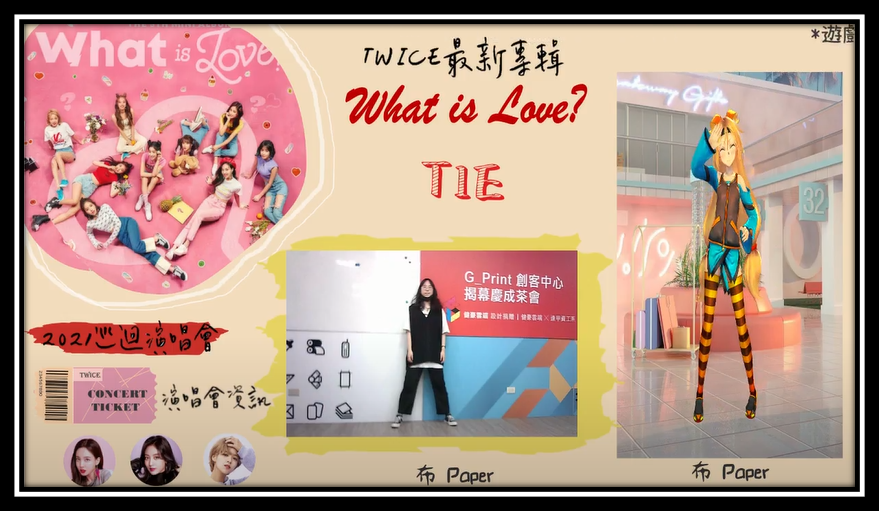 What is Love?
TWICE最新專輯
What is Love?
TIE
*遊戲
32
G_Print 創客中心
揭幕慶成茶會
2021巡迴演唱會
TWICE
CONCERT
TICKET
演唱會資訊
布 Paper
布 Paper